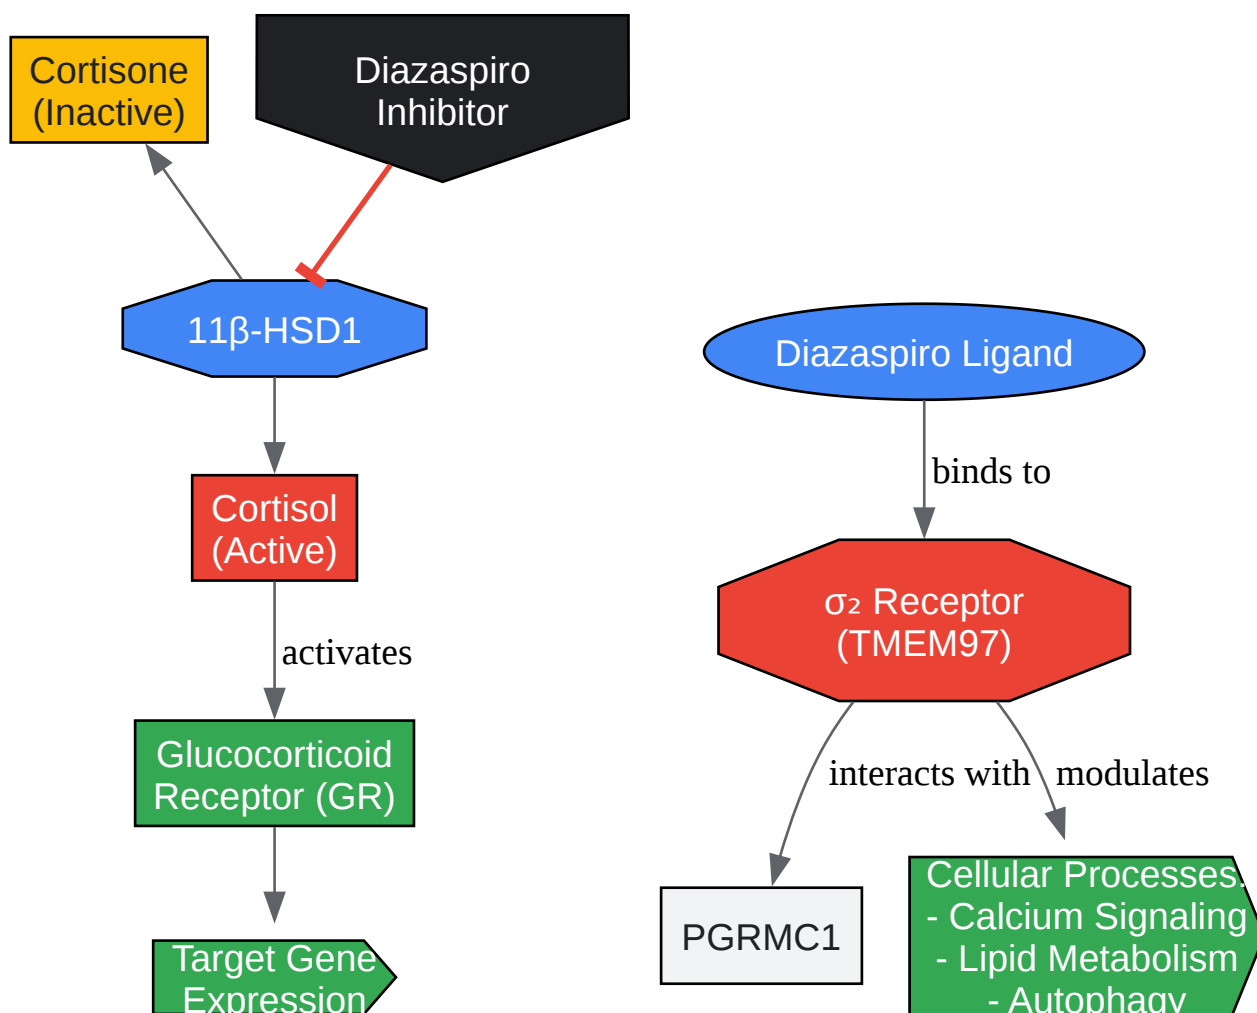 Cortisone
(Inactive)
Diazaspiro
Inhibitor
11β-HSD1
Diazaspiro Ligand
binds to
Cortisol
(Active)
σ₂ Receptor
(TMEM97)
activates
Glucocorticoid
Receptor (GR)
interacts with
modulates
Target Gene
Expression
PGRMC1
Cellular Processes:
- Calcium Signaling
- Lipid Metabolism
- Autophagy